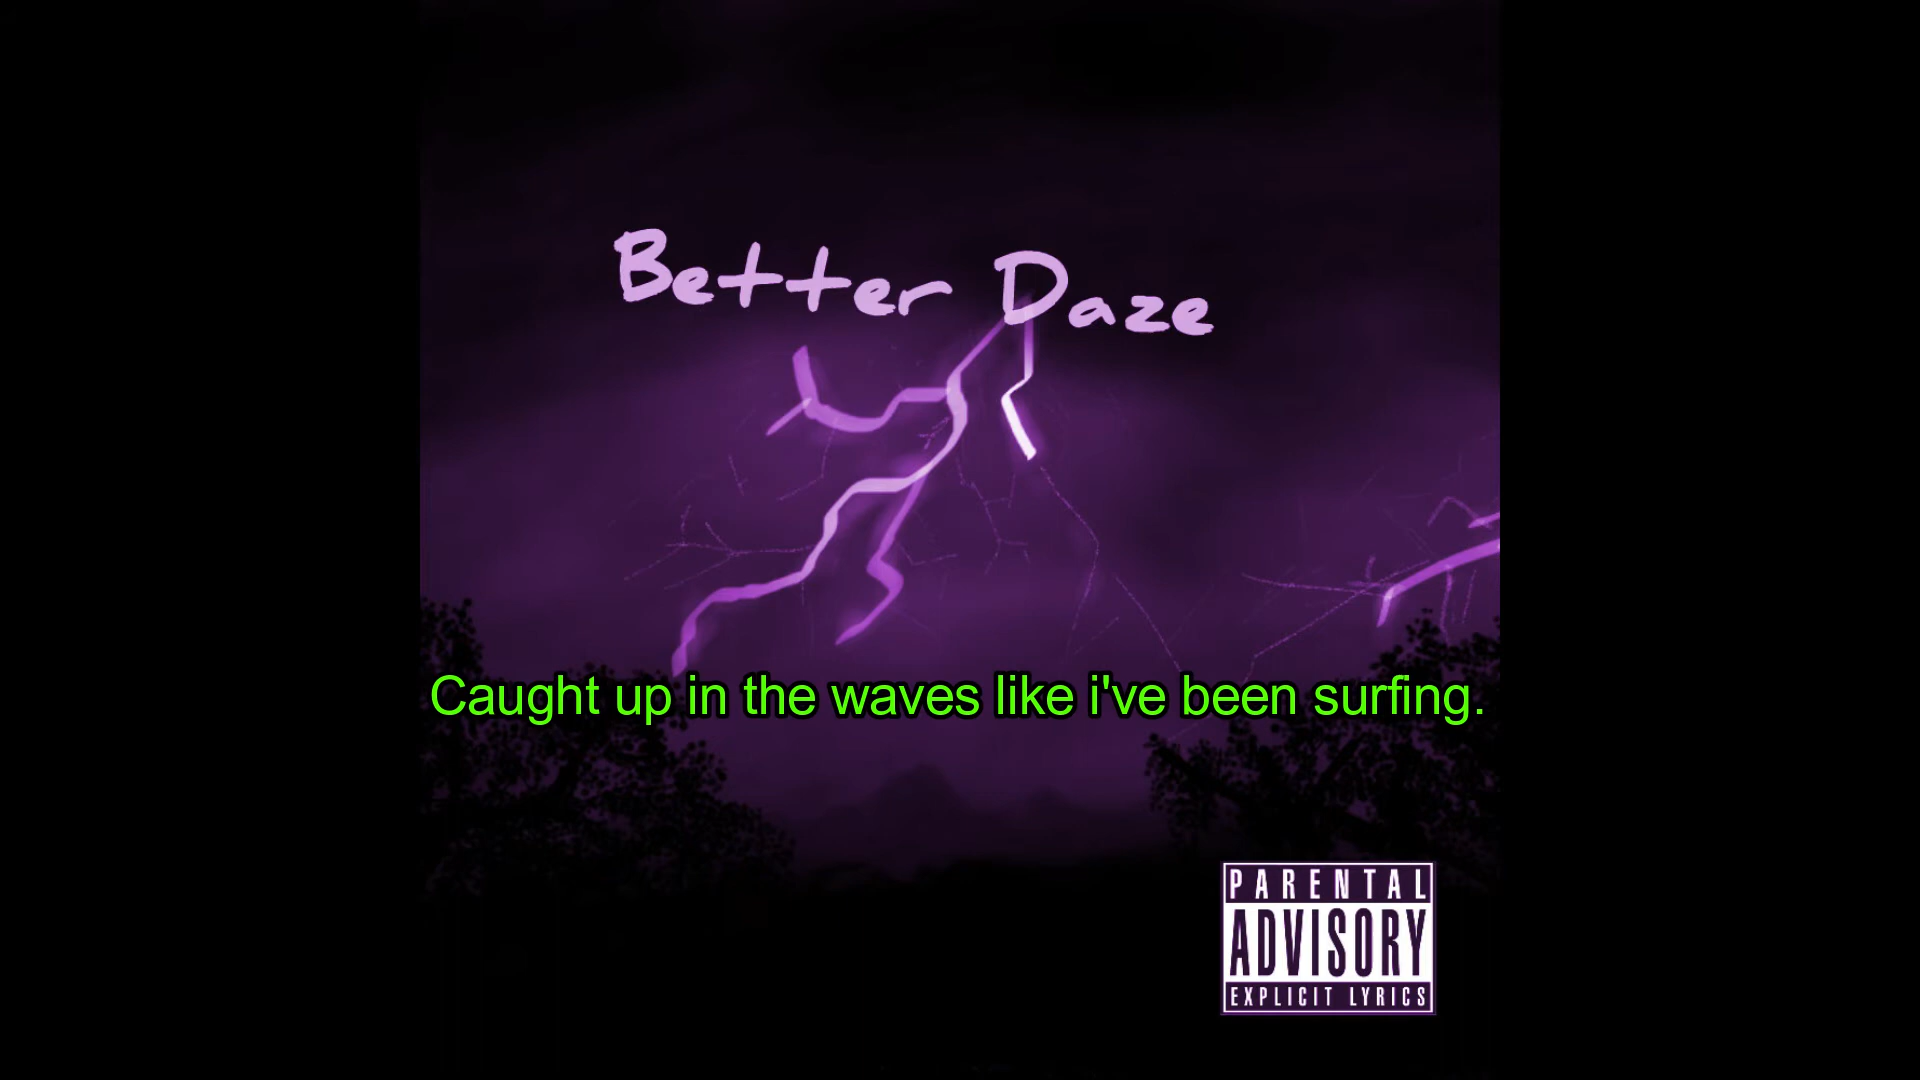 Better Daze
Caught up in the waves like i've been surfing.
PARENTAL
ADVISORY
EXPLICIT LYRICS